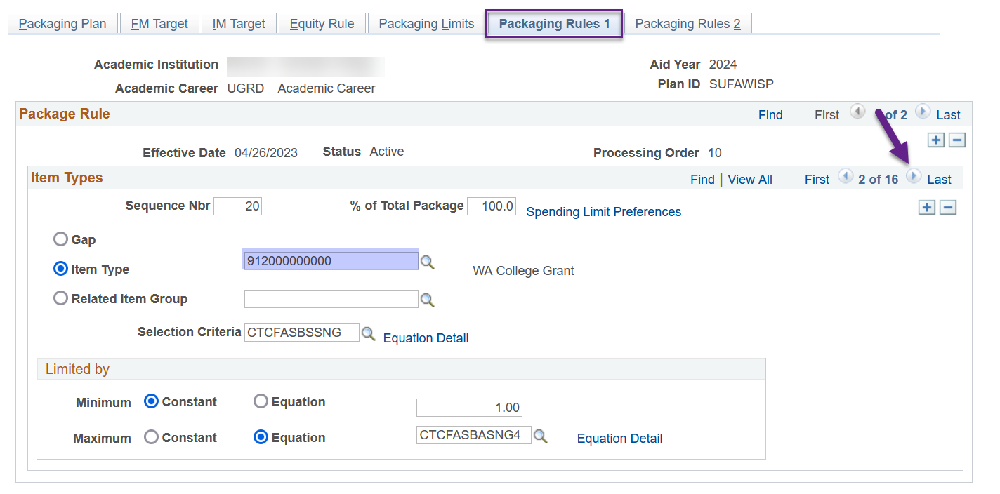 Packaging Plan FM Target IM Target Equity Rule Packaging Limits Packaging Rules 1 Packaging Rules 2
Academic Institution Aid Year 2024
Academic Career UGRD Academic Career Plan ID SUFAWISP
Package Rule Find First of 2 Last
Effective Date 04/26/2023 Status Active Processing Order 10
Item Types Find | View All First 2 of 16 Last
Sequence Nbr 20 % of Total Package 100.0 Spending Limit Preferences
Gap
Item Type 912000000000 WA College Grant
Related Item Group
Selection Criteria CTCFASBSSNG Equation Detail
Limited by
Minimum Constant Equation 1.00
Maximum Constant Equation CTCFASBASNG4 Equation Detail